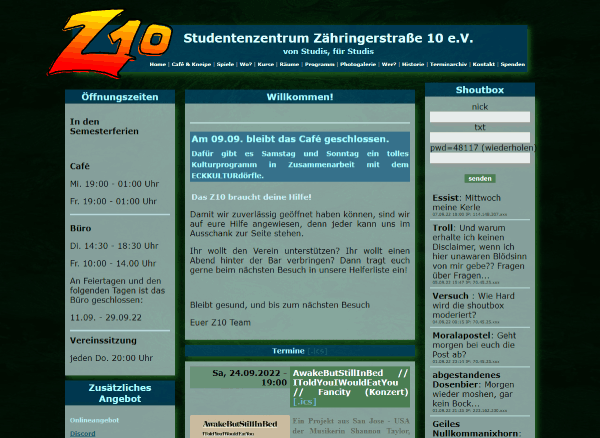 Z10
Studentenzentrum Zähringerstraße 10 e.V.
von Studis, für Studis
Home | Café & Kneipe | Spiele | Wo? | Kurse | Räume | Programm | Photogalerie | Wer? | Historie | Terminarchiv | Kontakt | Spenden
Öffnungszeiten
In den
Semesterferien
Café
Mi. 19:00 - 01:00 Uhr
Fr. 19:00 - 01:00 Uhr
Büro
Di. 14:30 - 18:30 Uhr
Fr. 10:00 - 14.00 Uhr
An Feiertagen und den
folgenden Tagen ist das
Büro geschlossen:
11.09. - 29.09.22
Vereinssitzung
jeden Do. 20:00 Uhr
Zusätzliches
Angebot
Onlineangebot
Discord
Willkommen!
Am 09.09. bleibt das Café geschlossen.
Dafür gibt es Samstag und Sonntag ein tolles
Kulturprogramm in Zusammenarbeit mit dem
ECKKULTURdörfle.
Das Z10 braucht deine Hilfe!
Damit wir zuverlässig geöffnet haben können, sind wir
auf eure Hilfe angewiesen, denn jeder kann uns im
Ausschank zur Seite stehen.
Ihr wollt den Verein unterstützen? Ihr wollt einen
Abend hinter der Bar verbringen? Dann tragt euch
gerne beim nächsten Besuch in unsere Helferliste ein!
Bleibt gesund, und bis zum nächsten Besuch
Euer Z10 Team
Termine [.ics]
Sa, 24.09.2022 -
19:00
AwakeButStillInBed //
IToldYouIWouldEatYou
// Fancity (Konzert)
[.ics]
AwakeButStillInBed
IToldYouIWouldEatYou
Ein Projekt aus San Jose - USA
der Musikerin Shannon Taylor,
Shoutbox
nick
txt
pwd=48117 (wiederholen)
senden
Essist: Mittwoch
meine Kerle
Troll: Und warum
erhalte ich keinen
Disclaimer, wenn ich
hier unawaren Blödsinn
von mir gebe?? Fragen
über Fragen...
Versuch : Wie Hard
wird die shoutbox
moderiert?
Moralapostel: Geht
morgen bei euch die
Post ab?
abgestandenes
Dosenbier: Morgen
wieder moshen, gar
kein Bock...
Geiles
Nullkommanixhorn: